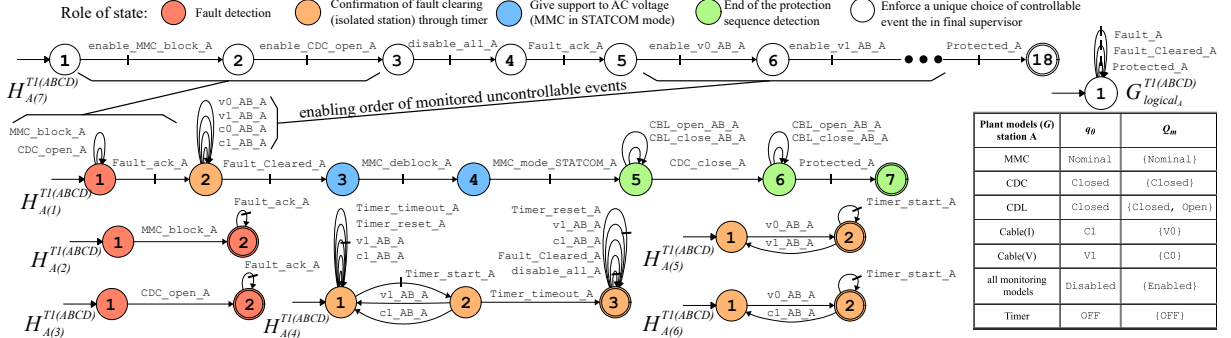 Role of state:
Fault detection
Confirmation of fault clearing
(isolated station) through timer
Give support to AC voltage
(MMC in STATCOM mode)
End of the protection
sequence detection
Enforce a unique choice of controllable
event the in final supervisor
1 enable_MMC_block_A 2 enable_CDC_open_A 3 disable_all_A 4 Fault_ack_A 5 enable_v0_AB_A 6 enable_v1_AB_A Protected_A 18
H A(7) T1(ABCD)
Fault_A
Fault_Cleared_A
Protected_A
1
G logical_A T1(ABCD)
enabling order of monitored uncontrollable events
MMC_block_A
CDC_open_A
v0_AB_A
v1_AB_A
c0_AB_A
c1_AB_A
CBL_open_AB_A
CBL_close_AB_A
CBL_open_AB_A
CBL_close_AB_A
1 Fault_ack_A 2 Fault_Cleared_A 3 MMC_deblock_A 4 MMC_mode_STATCOM_A 5 CDC_close_A 6 Protected_A 7
H A(1) T1(ABCD)
Fault_ack_A
1 MMC_block_A 2
H A(2) T1(ABCD)
Fault_ack_A
1 CDC_open_A 2
H A(3) T1(ABCD)
Timer_timeout_A
Timer_reset_A
v1_AB_A
c1_AB_A
Timer_reset_A
v1_AB_A
c1_AB_A
Fault_Cleared_A
disable_all_A
Timer_start_A
1 v1_AB_A 2 Timer_timeout_A 3
c1_AB_A
H A(4) T1(ABCD)
Timer_start_A
1 v0_AB_A 2
v1_AB_A
H A(5) T1(ABCD)
Timer_start_A
1 v0_AB_A 2
c1_AB_A
H A(6) T1(ABCD)
Plant models (G)
station A q0 Qm
MMC Nominal {Nominal}
CDC Closed {Closed}
CDL Closed {Closed, Open}
Cable(I) C1 {V0}
Cable(V) V1 {C0}
all monitoring
models Disabled {Enabled}
Timer OFF {OFF}